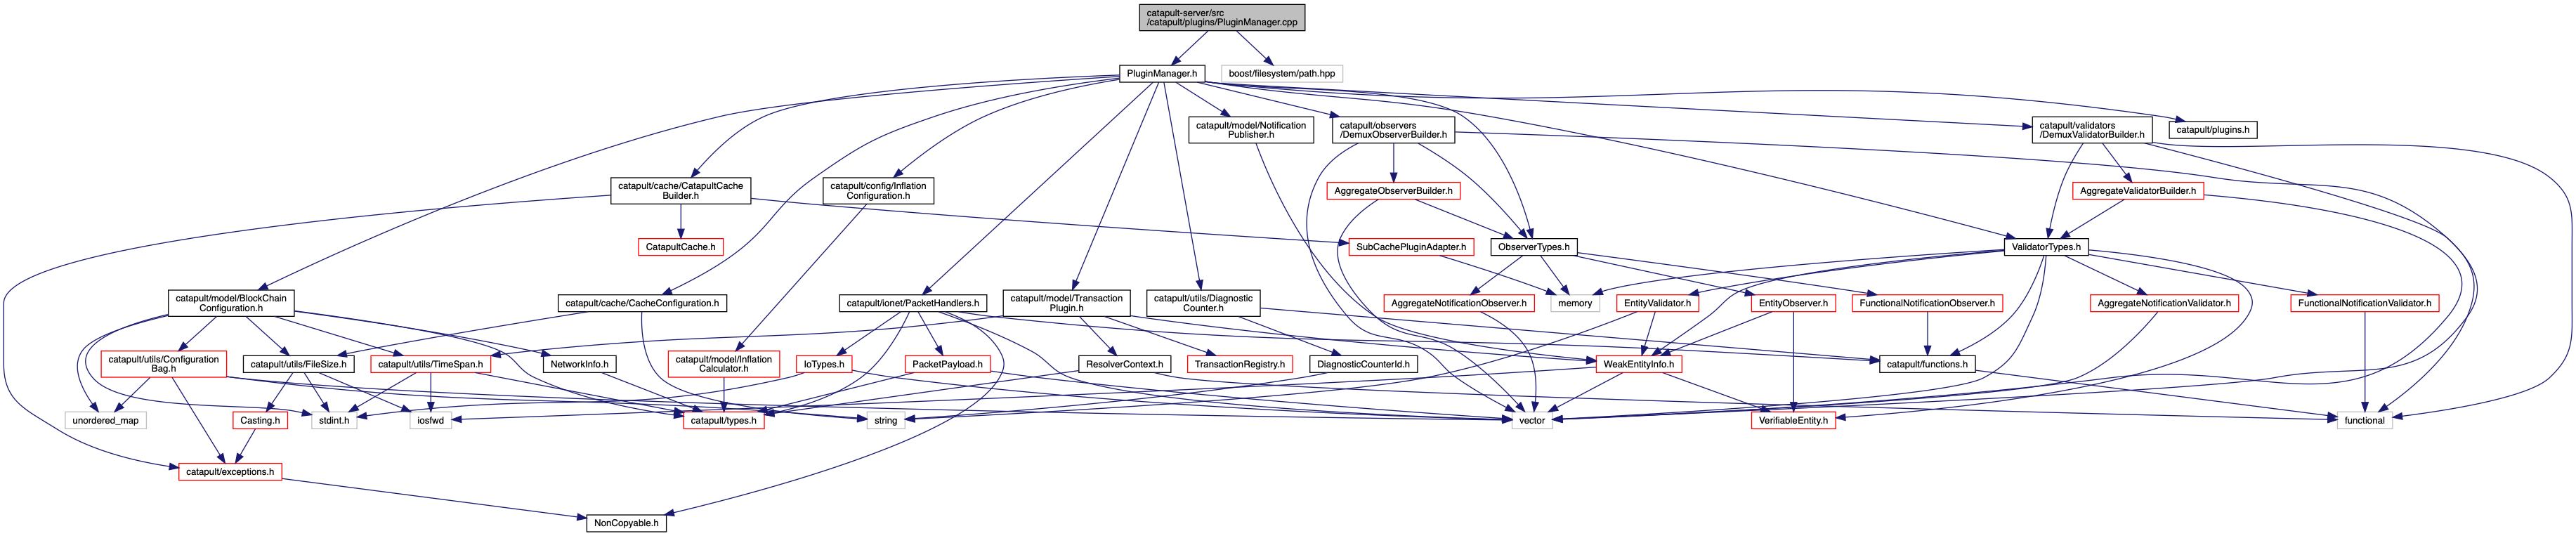 catapult-server/src
/catapult/plugins/PluginManager.cpp
PluginManager.h
boost/filesystem/path.hpp
catapult/model/Notification
Publisher.h
catapult/observers
/DemuxObserverBuilder.h
catapult/validators
/DemuxValidatorBuilder.h
catapult/plugins.h
catapult/cache/CatapultCache
Builder.h
catapult/config/Inflation
Configuration.h
AggregateObserverBuilder.h
AggregateValidatorBuilder.h
CatapultCache.h
SubCachePluginAdapter.h
ObserverTypes.h
ValidatorTypes.h
catapult/model/BlockChain
Configuration.h
catapult/cache/CacheConfiguration.h
catapult/ionet/PacketHandlers.h
catapult/model/Transaction
Plugin.h
catapult/utils/Diagnostic
Counter.h
AggregateNotificationObserver.h
memory
EntityValidator.h
EntityObserver.h
FunctionalNotificationObserver.h
AggregateNotificationValidator.h
FunctionalNotificationValidator.h
catapult/utils/Configuration
Bag.h
catapult/utils/FileSize.h
catapult/utils/TimeSpan.h
NetworkInfo.h
catapult/model/Inflation
Calculator.h
IoTypes.h
PacketPayload.h
ResolverContext.h
TransactionRegistry.h
DiagnosticCounterId.h
WeakEntityInfo.h
catapult/functions.h
unordered_map
Casting.h
stdint.h
iosfwd
catapult/types.h
string
vector
VerifiableEntity.h
functional
catapult/exceptions.h
NonCopyable.h